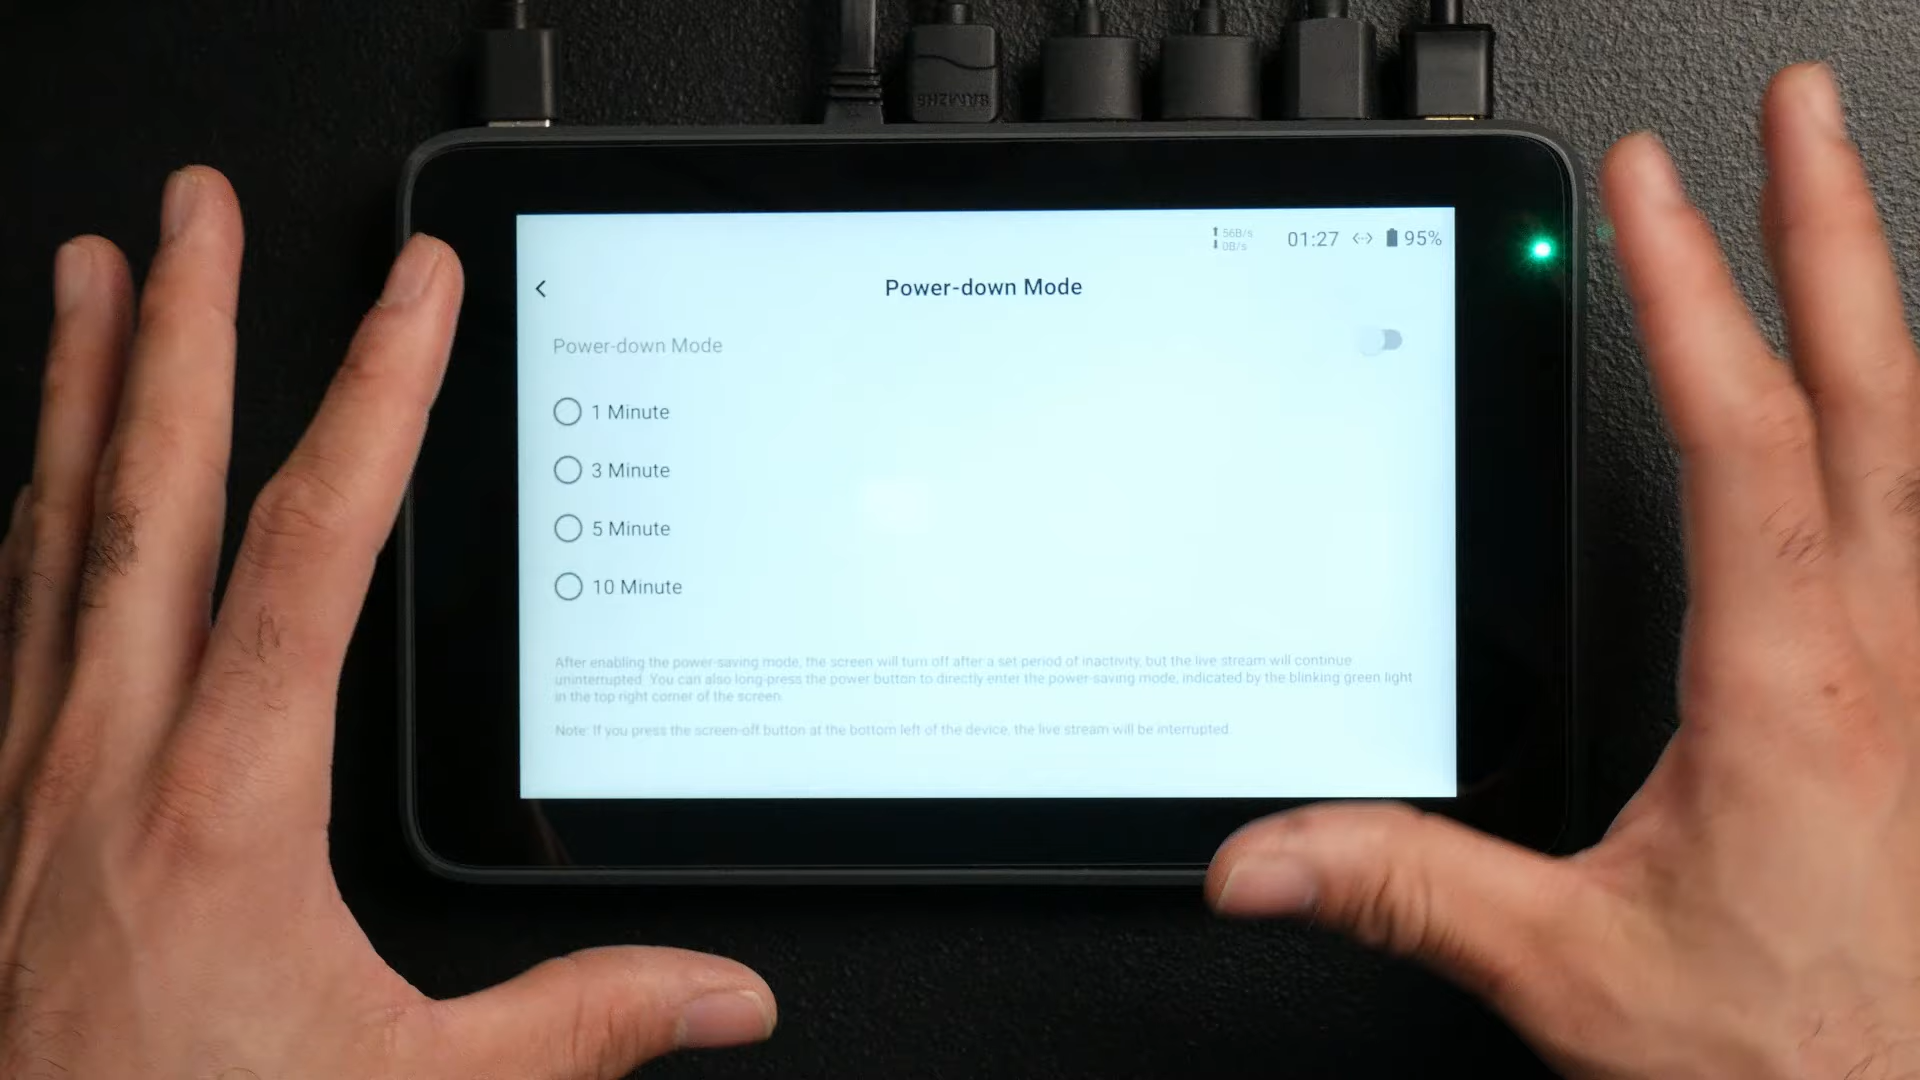 56B/s
0B/s
01:27 95%
Power-down Mode
Power-down Mode
1 Minute
3 Minute
5 Minute
10 Minute
After enabling the power-saving mode, the screen will turn off after a set period of inactivity, but the live stream will continue
uninterrupted. You can also long-press the power button to directly enter the power-saving mode, indicated by the blinking green light
in the top right corner of the screen.
Note: If you press the screen-off button at the bottom left of the device, the live stream will be interrupted.